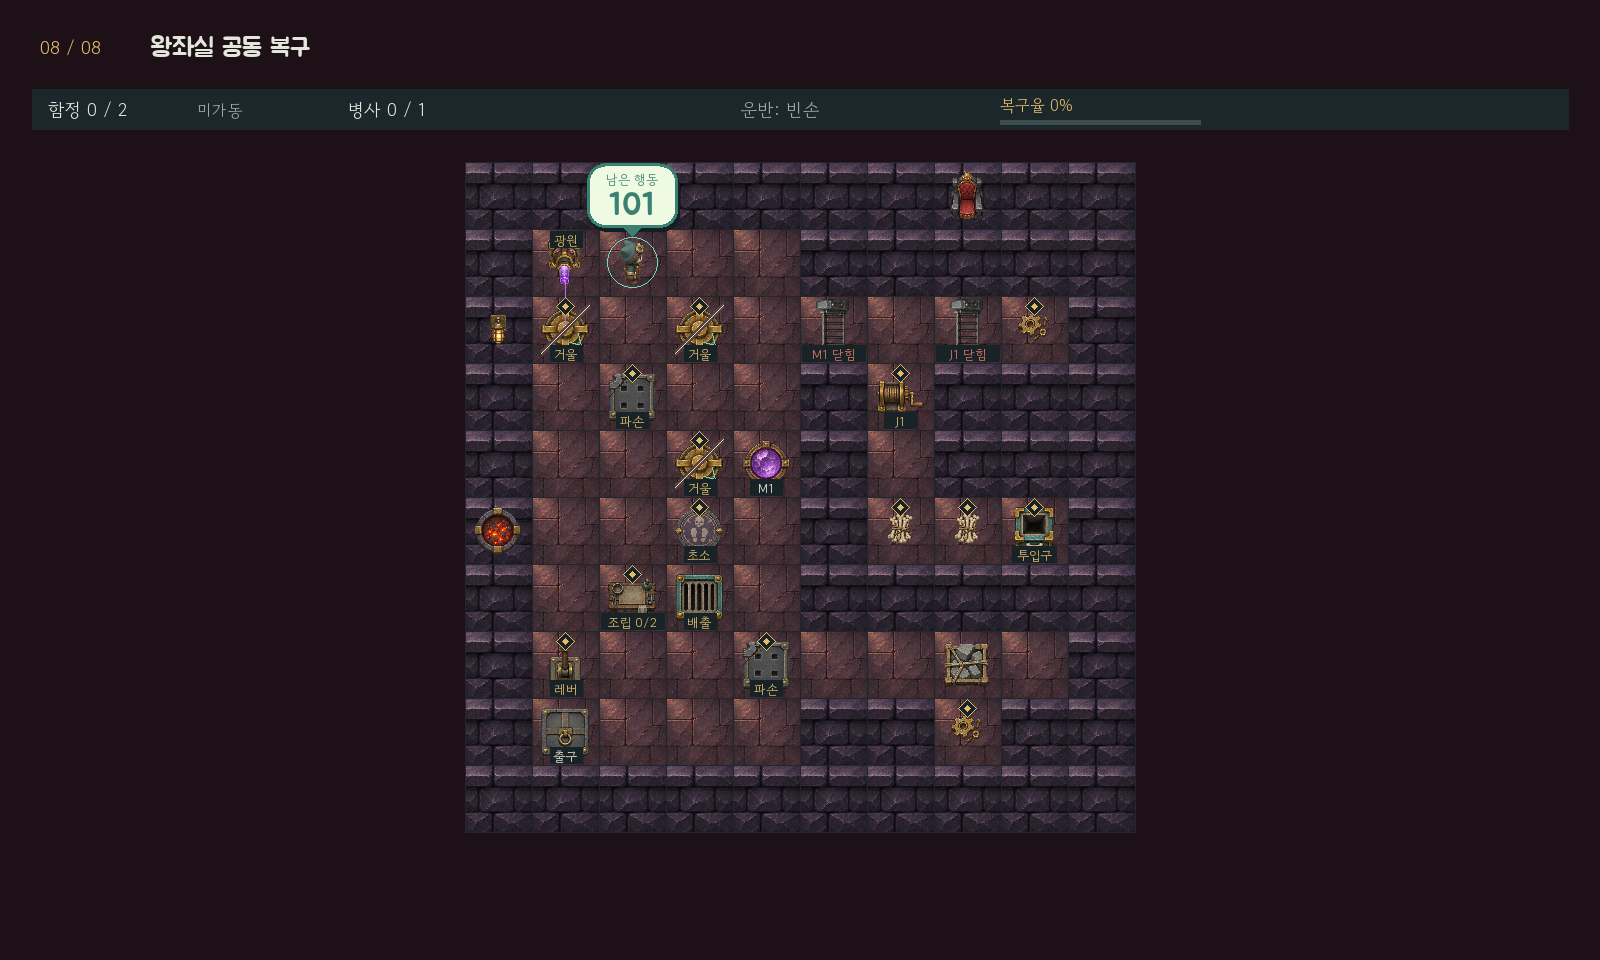 08 / 08
왕좌실 공동 복구
함정 0 / 2
미가동
병사 0 / 1
운반: 빈손
복구율 0%
남은 행동
101
광원
거울
거울
M1 닫힘
J1 닫힘
파손
J1
거울
M1
초소
투입구
조립 0/2
배출
레버
파손
출구